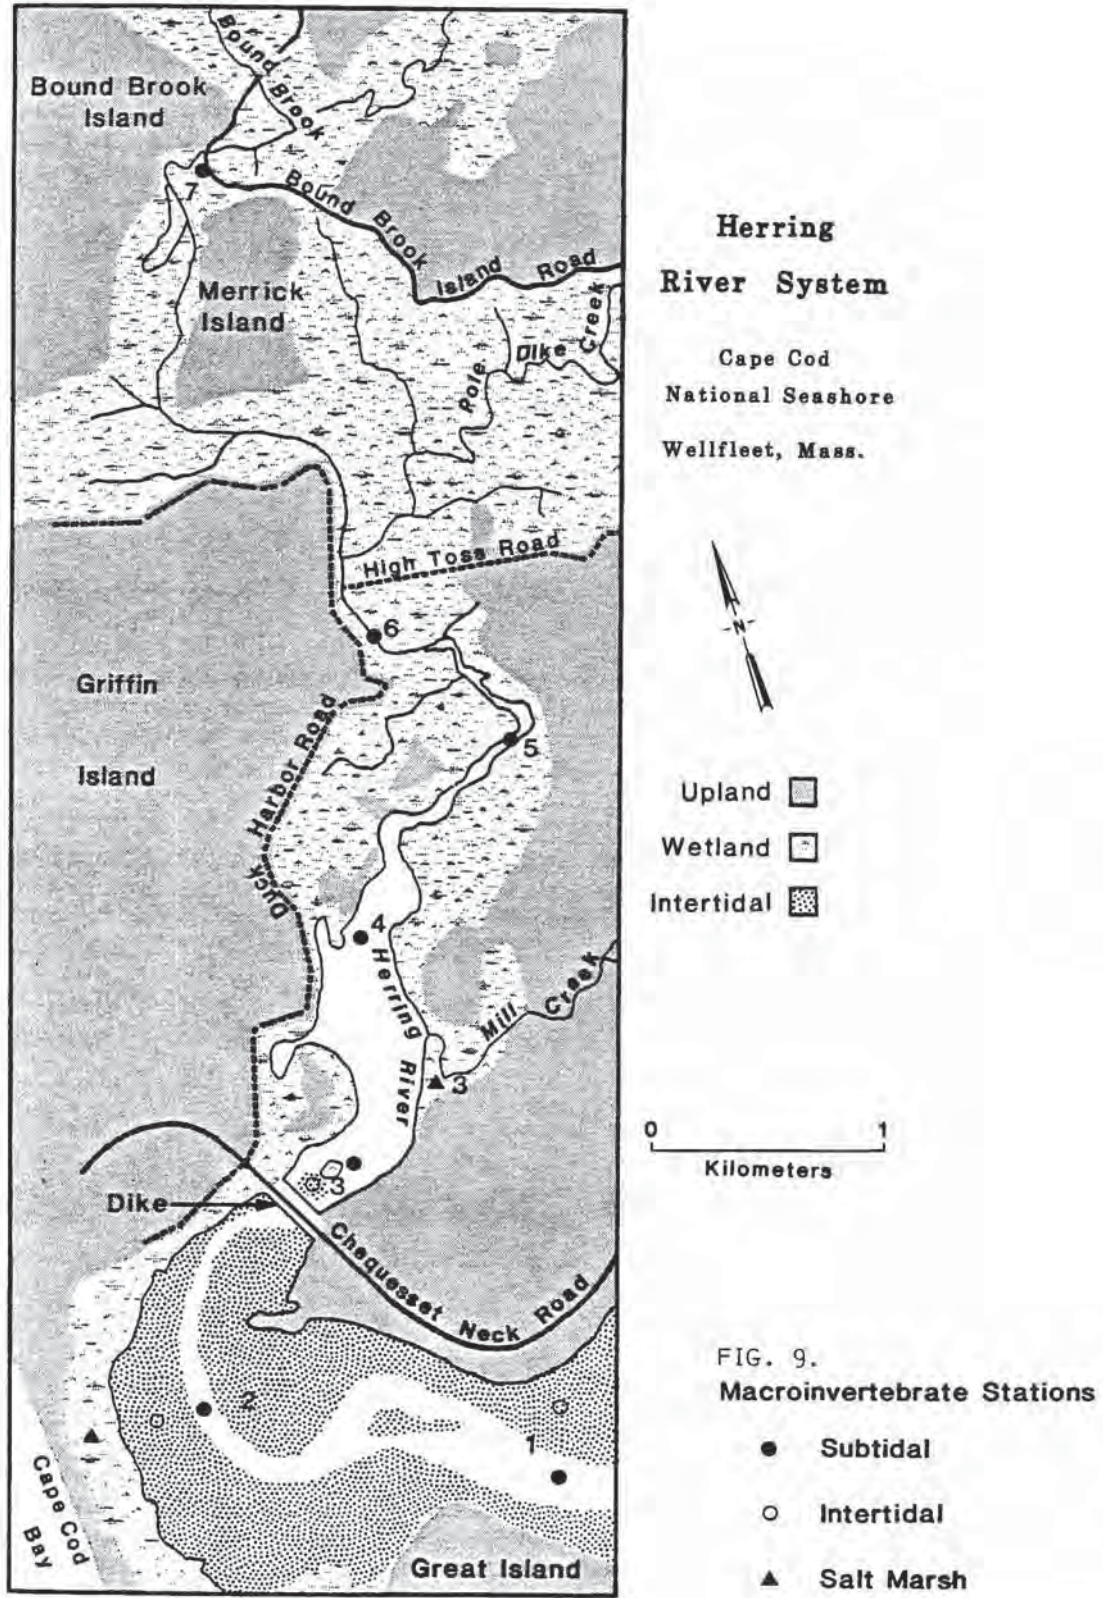 Bound Brook
Bound Brook
Island
7
Bound Brook Island Road
Merrick
Island
Pole Dike Creek
High Toss Road
6
Griffin
Island
Duck Harbor Road
5
4
Herring River
Mill Creek
3
3
Dike
Chequesset Neck Road
2
1
Cape Cod
Bay
Great Island
Herring
River System
Cape Cod
National Seashore
Wellfleet, Mass.
N
Upland
Wetland
Intertidal
0 1
Kilometers
FIG. 9.
Macroinvertebrate Stations
Subtidal
Intertidal
Salt Marsh